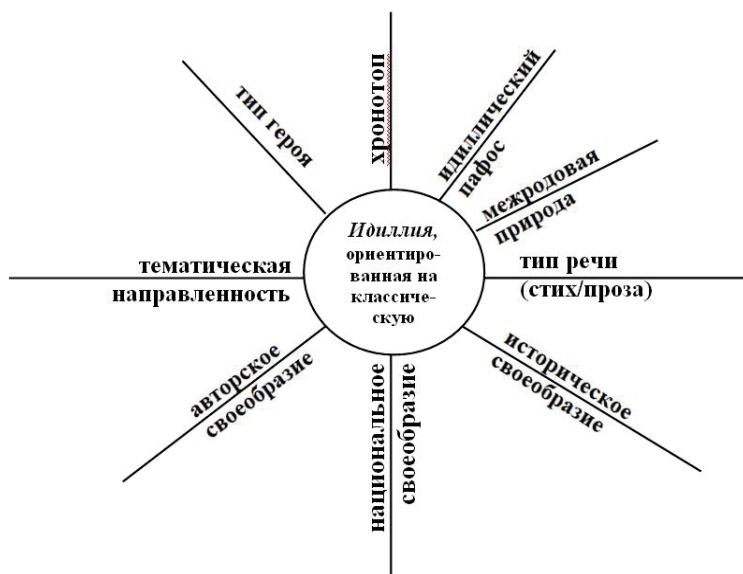 хронотоп
идиллический
пафос
межродовая
природа
тип речи
(стих/проза)
историческое
своеобразие
национальное
своеобразие
авторское
своеобразие
тематическая
направленность
тип героя
Идиллия,
ориентиро-
ванная на
классиче-
скую